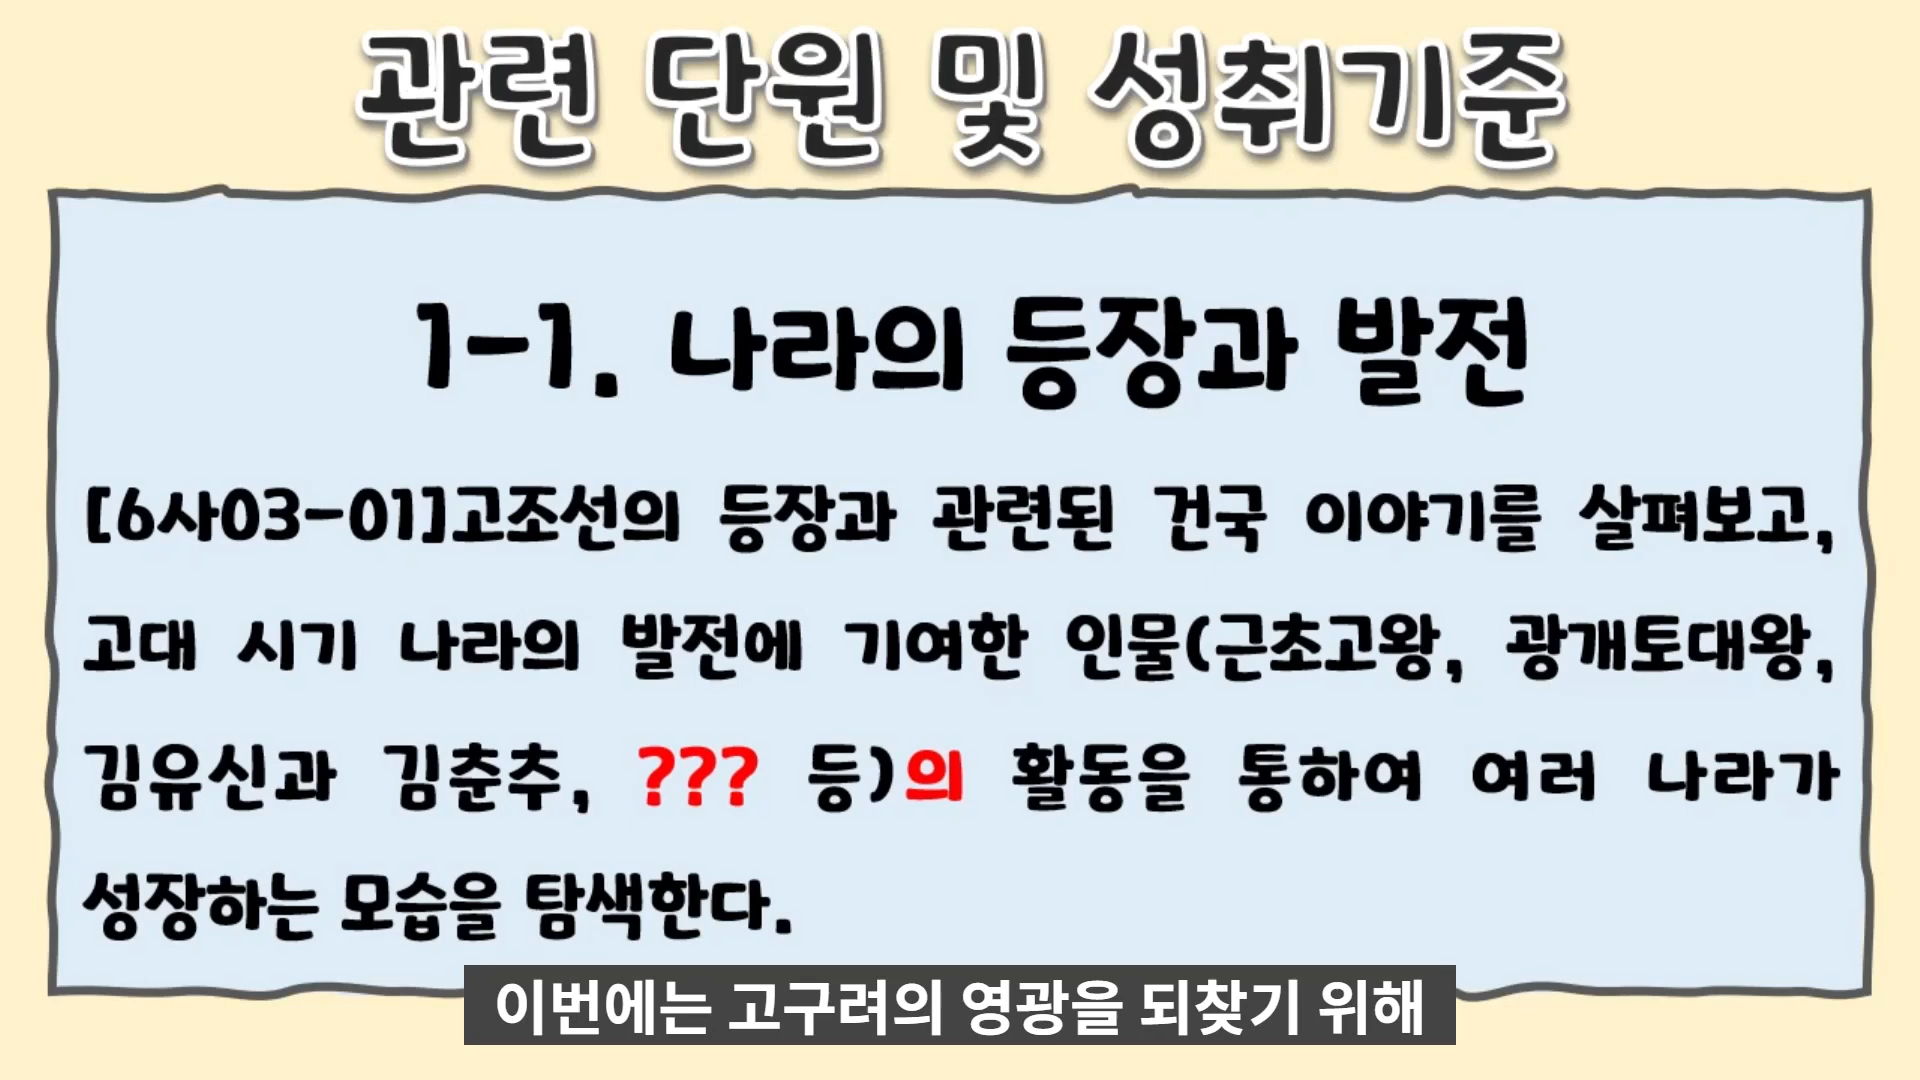 관련 단원 및 성취기준
1-1. 나라의 등장과 발전
[6사03-01]고조선의 등장과 관련된 건국 이야기를 살펴보고,
고대 시기 나라의 발전에 기여한 인물(근초고왕, 광개토대왕,
김유신과 김춘추, ??? 등)의 활동을 통하여 여러 나라가
성장하는 모습을 탐색한다.
이번에는 고구려의 영광을 되찾기 위해